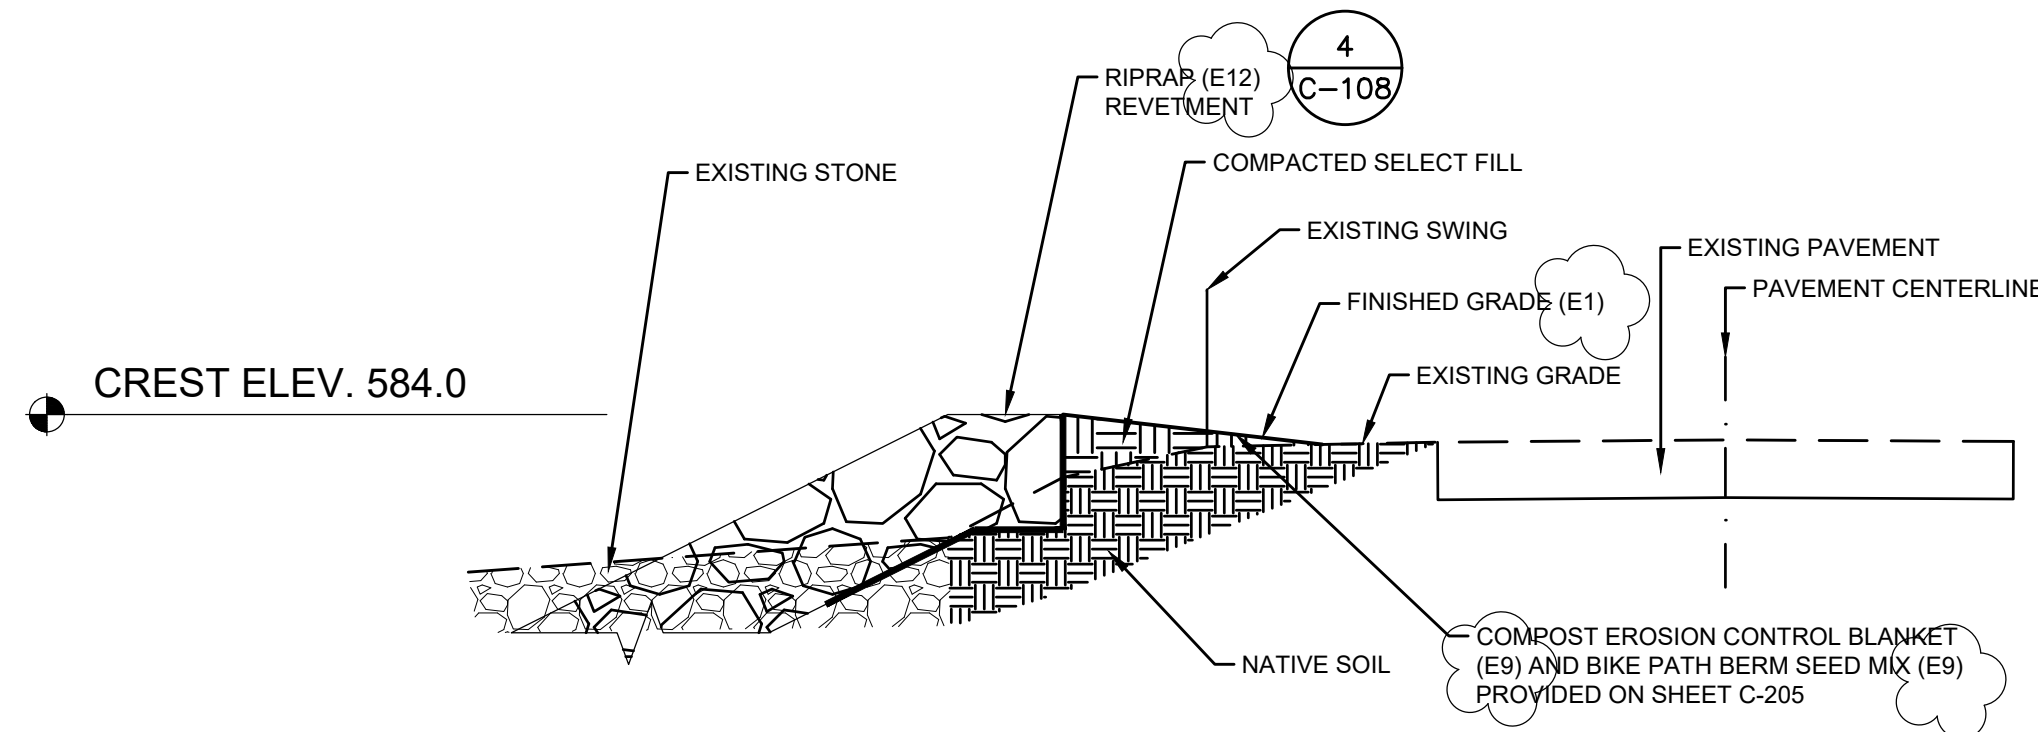 4
C-108
RIPRAP (E12)
REVETMENT
COMPACTED SELECT FILL
EXISTING STONE
EXISTING SWING
EXISTING PAVEMENT
PAVEMENT CENTERLINE
FINISHED GRADE (E1)
EXISTING GRADE
CREST ELEV. 584.0
COMPOST EROSION CONTROL BLANKET
(E9) AND BIKE PATH BERM SEED MIX (E9)
PROVIDED ON SHEET C-205
NATIVE SOIL